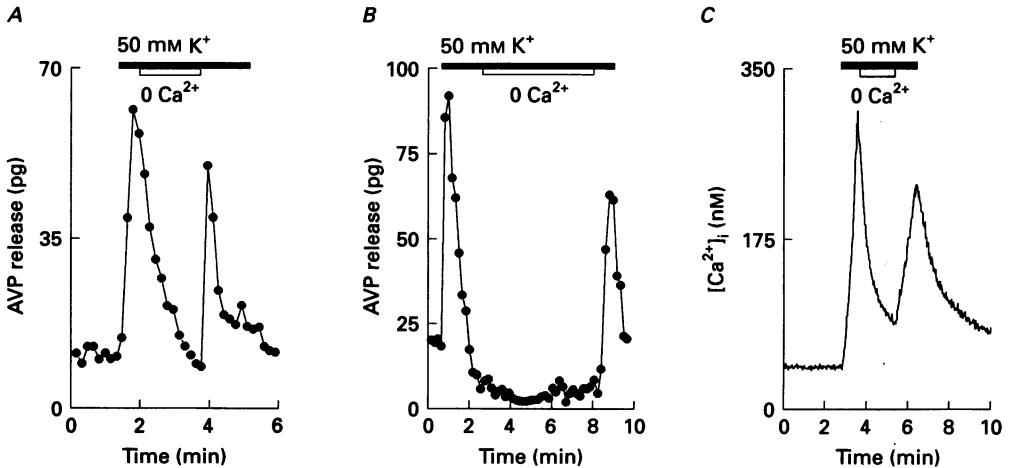 A
50 mM K⁺
0 Ca²⁺
70
35
0
AVP release (pg)
0 2 4 6
Time (min)
B
50 mM K⁺
0 Ca²⁺
100
75
50
25
0
AVP release (pg)
0 2 4 6 8 10
Time (min)
C
50 mM K⁺
0 Ca²⁺
350
175
0
[Ca²⁺]ᵢ (nM)
0 2 4 6 8 10
Time (min)